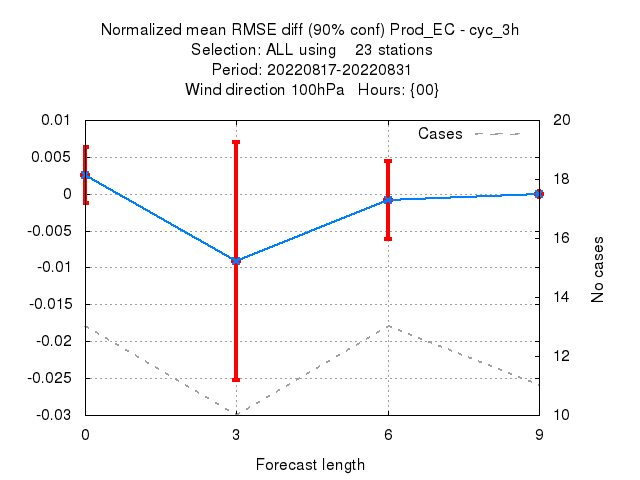 Normalized mean RMSE diff (90% conf) Prod_EC - cyc_3h
Selection: ALL using    23 stations
Period: 20220817-20220831
Wind direction 100hPa   Hours: {00}
Cases
0.01
0.005
0
-0.005
-0.01
-0.015
-0.02
-0.025
-0.03
20
18
16
14
12
10
No cases
0
3
6
9
Forecast length